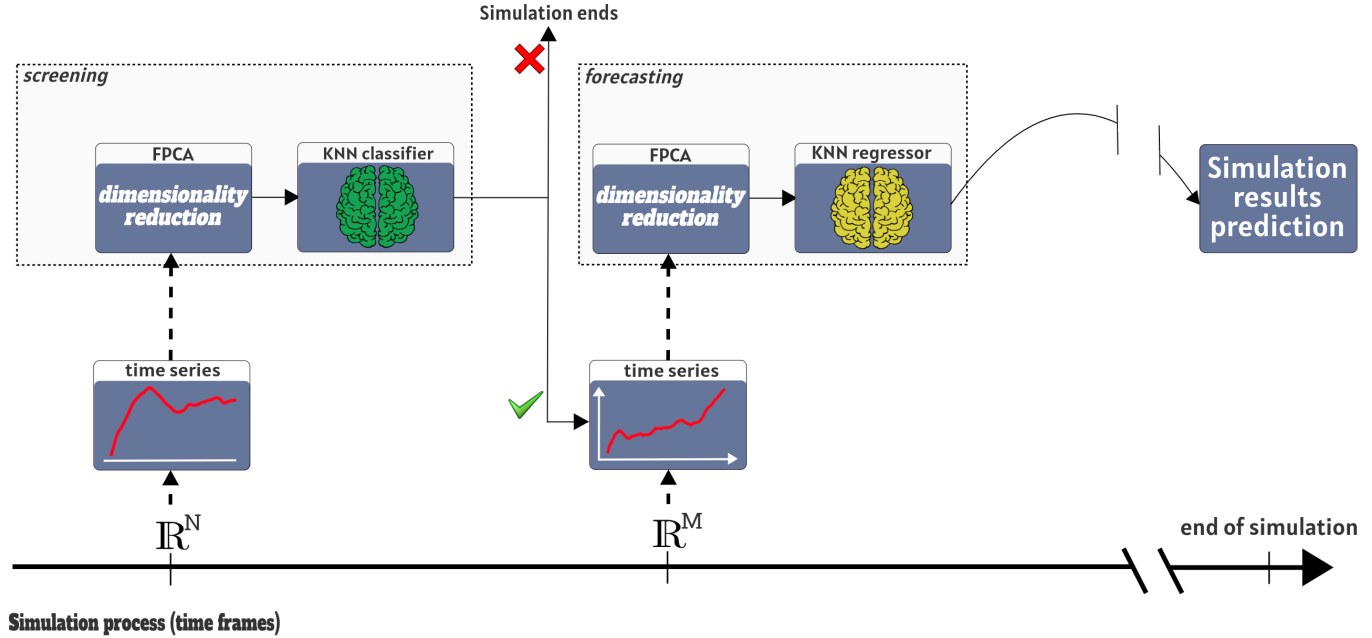 Simulation ends
screening
forecasting
FPCA
dimensionality
reduction
KNN classifier
FPCA
dimensionality
reduction
KNN regressor
Simulation
results
prediction
time series
time series
ℝᴺ
ℝᴹ
end of simulation
Simulation process (time frames)